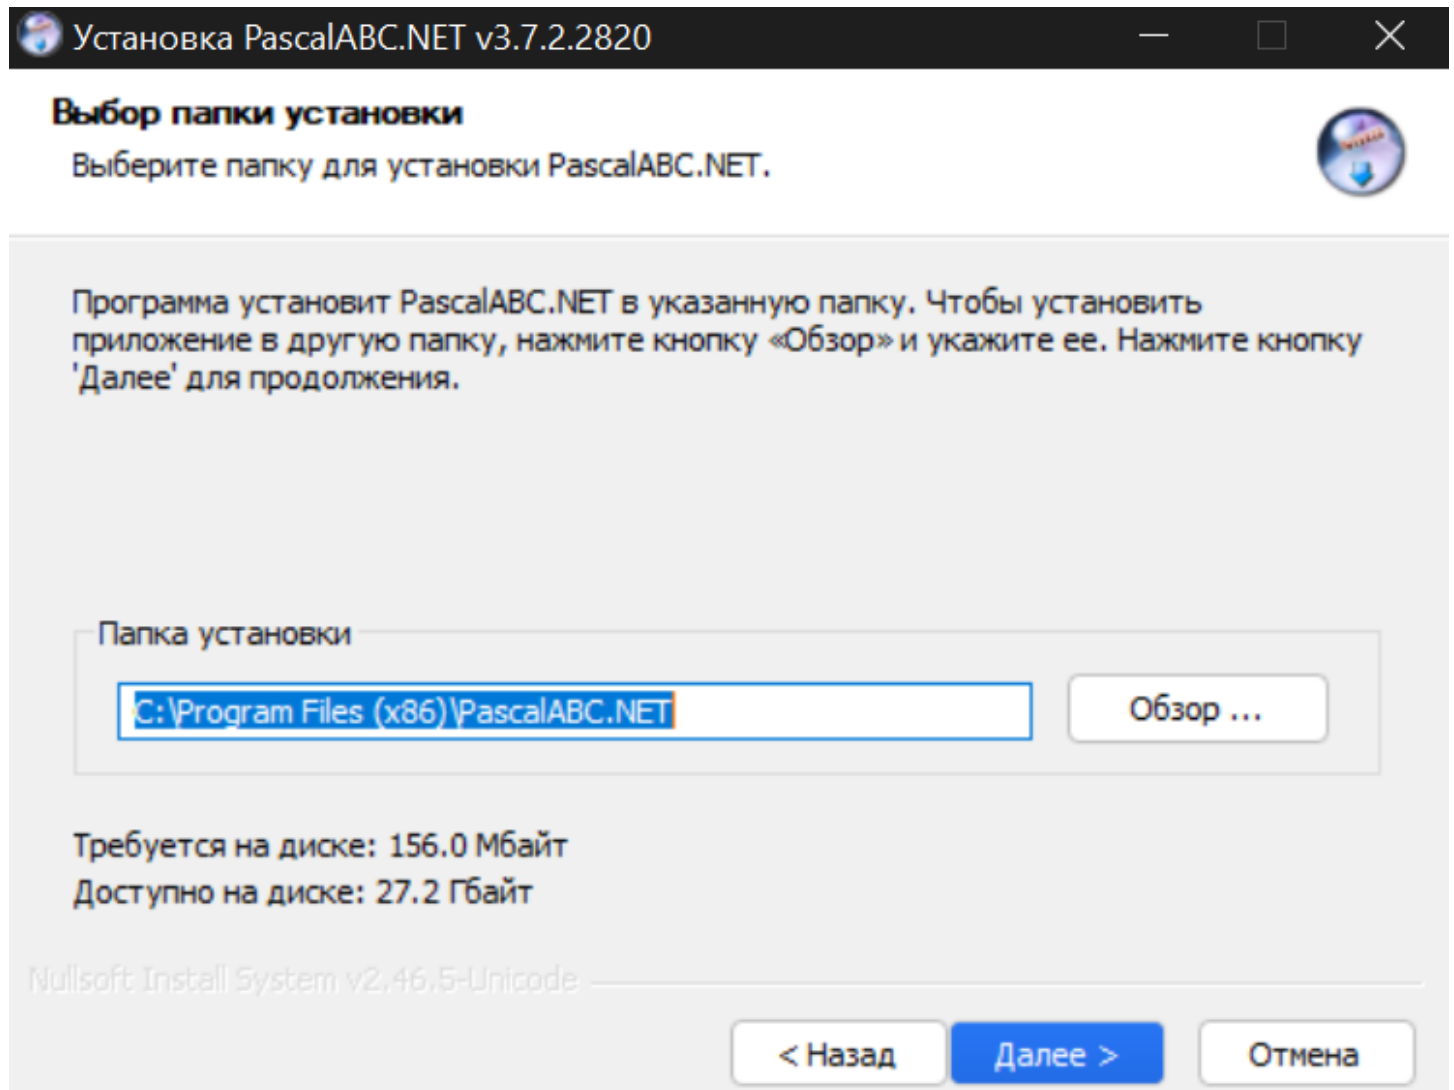 Установка PascalABC.NET v3.7.2.2820
Выбор папки установки
Выберите папку для установки PascalABC.NET.
Программа установит PascalABC.NET в указанную папку. Чтобы установить
приложение в другую папку, нажмите кнопку «Обзор» и укажите ее. Нажмите кнопку
'Далее' для продолжения.
Папка установки
C:\Program Files (x86)\PascalABC.NET
Обзор ...
Требуется на диске: 156.0 Мбайт
Доступно на диске: 27.2 Гбайт
Nullsoft Install System v2.46.5-Unicode
< Назад
Далее >
Отмена